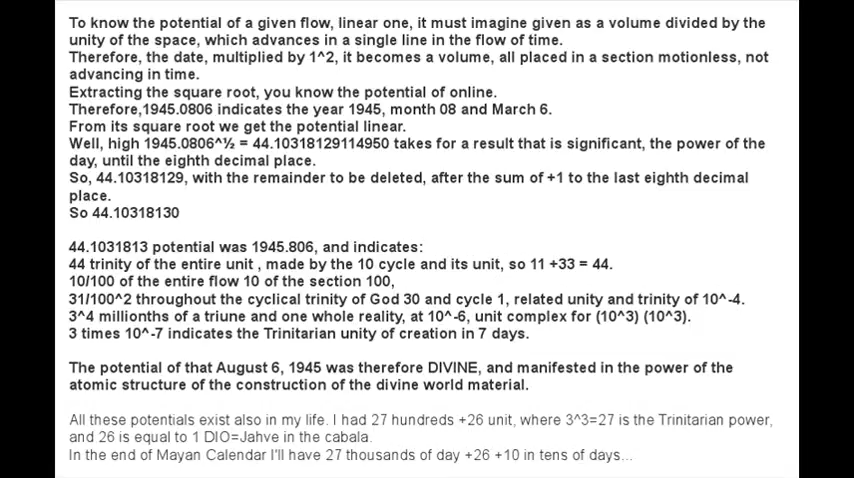 To know the potential of a given flow, linear one, it must imagine given as a volume divided by the
unity of the space, which advances in a single line in the flow of time.
Therefore, the date, multiplied by 1^2, it becomes a volume, all placed in a section motionless, not
advancing in time.
Extracting the square root, you know the potential of online.
Therefore,1945.0806 indicates the year 1945, month 08 and March 6.
From its square root we get the potential linear.
Well, high 1945.0806^½ = 44.10318129114950 takes for a result that is significant, the power of the
day, until the eighth decimal place.
So, 44.10318129, with the remainder to be deleted, after the sum of +1 to the last eighth decimal
place.
So 44.10318130
44.1031813 potential was 1945.806, and indicates:
44 trinity of the entire unit , made by the 10 cycle and its unit, so 11 +33 = 44.
10/100 of the entire flow 10 of the section 100,
31/100^2 throughout the cyclical trinity of God 30 and cycle 1, related unity and trinity of 10^-4.
3^4 millionths of a triune and one whole reality, at 10^-6, unit complex for (10^3) (10^3).
3 times 10^-7 indicates the Trinitarian unity of creation in 7 days.
The potential of that August 6, 1945 was therefore DIVINE, and manifested in the power of the
atomic structure of the construction of the divine world material.
All these potentials exist also in my life. I had 27 hundreds +26 unit, where 3^3=27 is the Trinitarian power,
and 26 is equal to 1 DIO=Jahve in the cabala.
In the end of Mayan Calendar I'll have 27 thousands of day +26 +10 in tens of days...